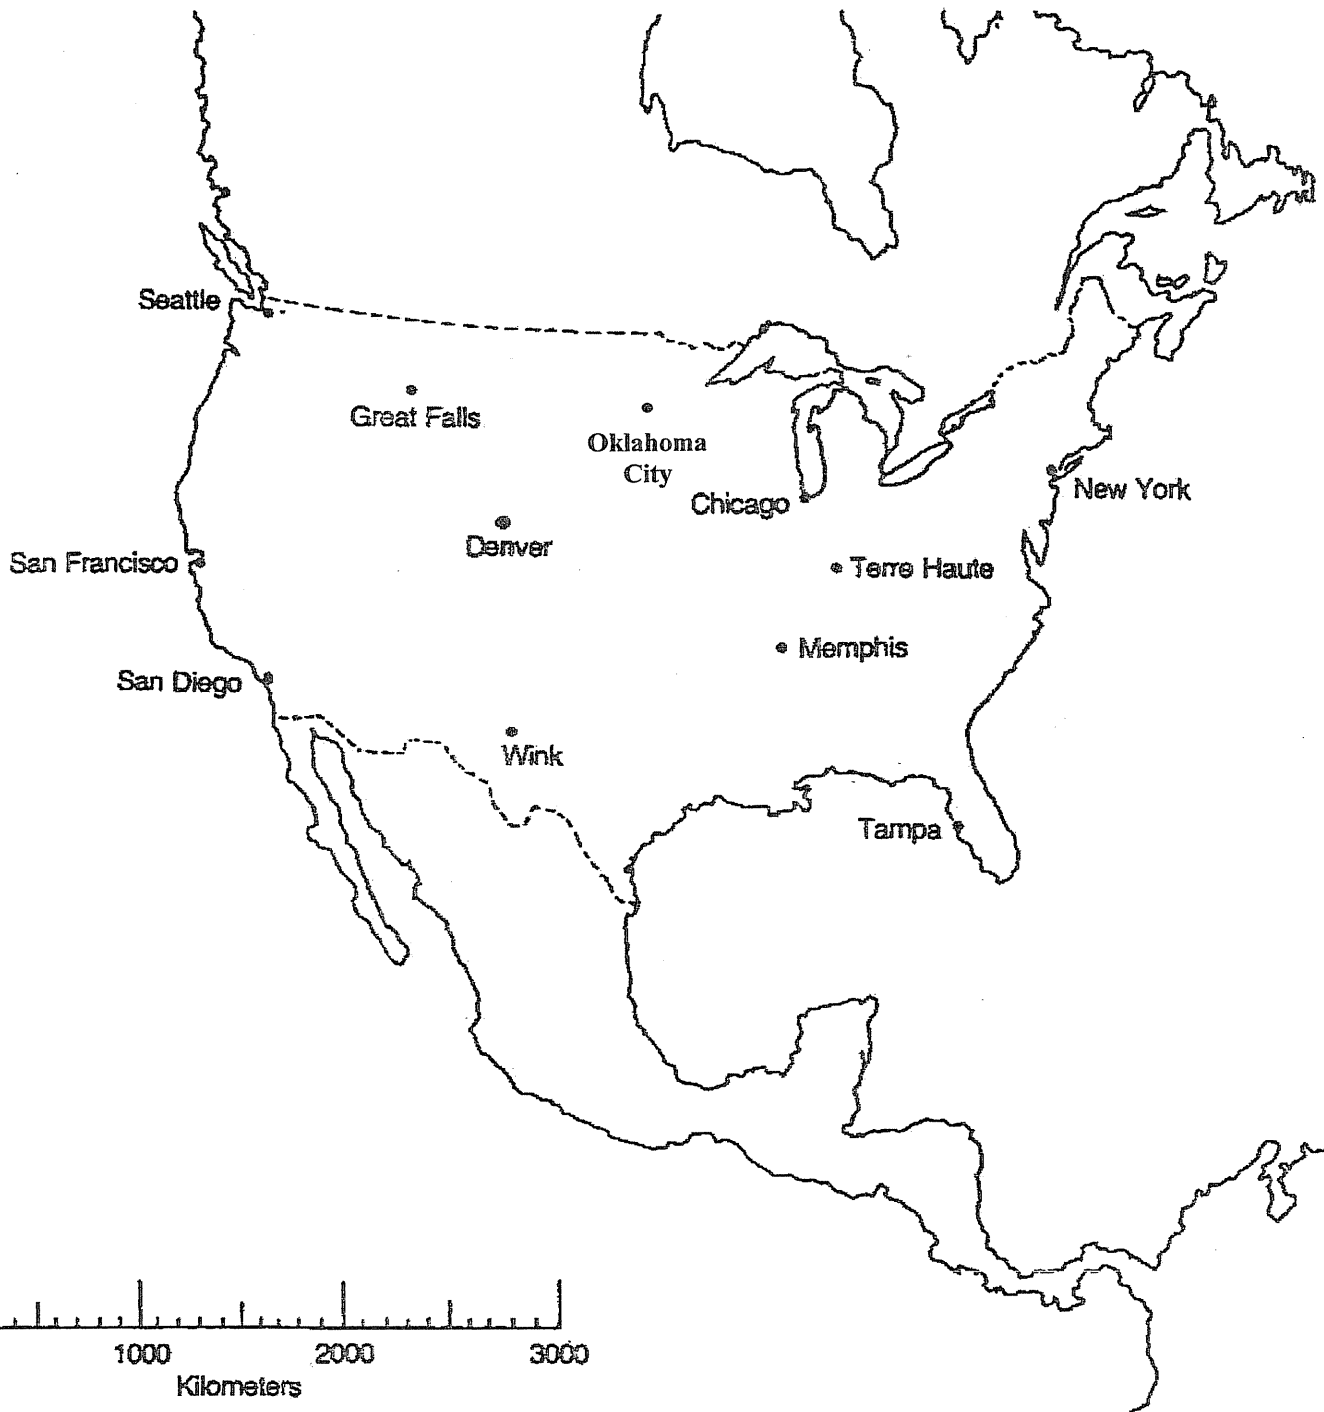 Seattle
Great Falls
Oklahoma
City
Chicago
New York
Denver
San Francisco
Terre Haute
Memphis
San Diego
Wink
Tampa
1000
2000
3000
Kilometers